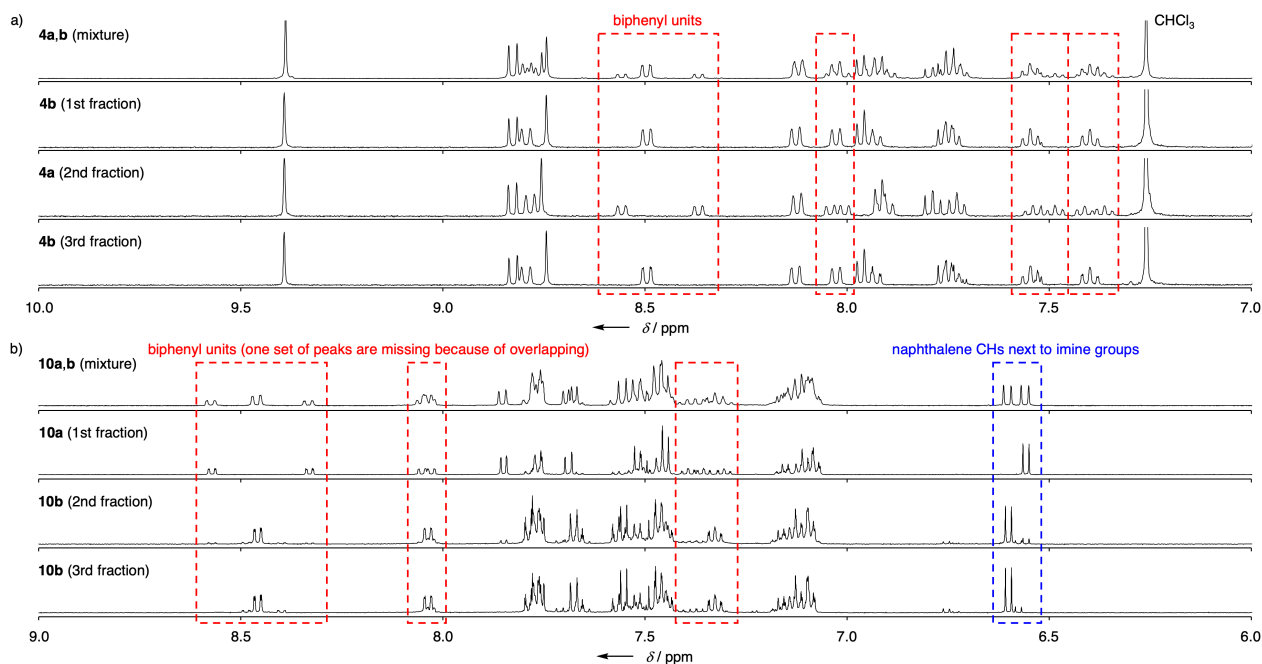 a)
biphenyl units
CHCl3
4a,b (mixture)
4b (1st fraction)
4a (2nd fraction)
4b (3rd fraction)
10.0 9.5 9.0 8.5 8.0 7.5 7.0
δ / ppm
b)
biphenyl units (one set of peaks are missing because of overlapping)
naphthalene CHs next to imine groups
10a,b (mixture)
10a (1st fraction)
10b (2nd fraction)
10b (3rd fraction)
9.0 8.5 8.0 7.5 7.0 6.5 6.0
δ / ppm